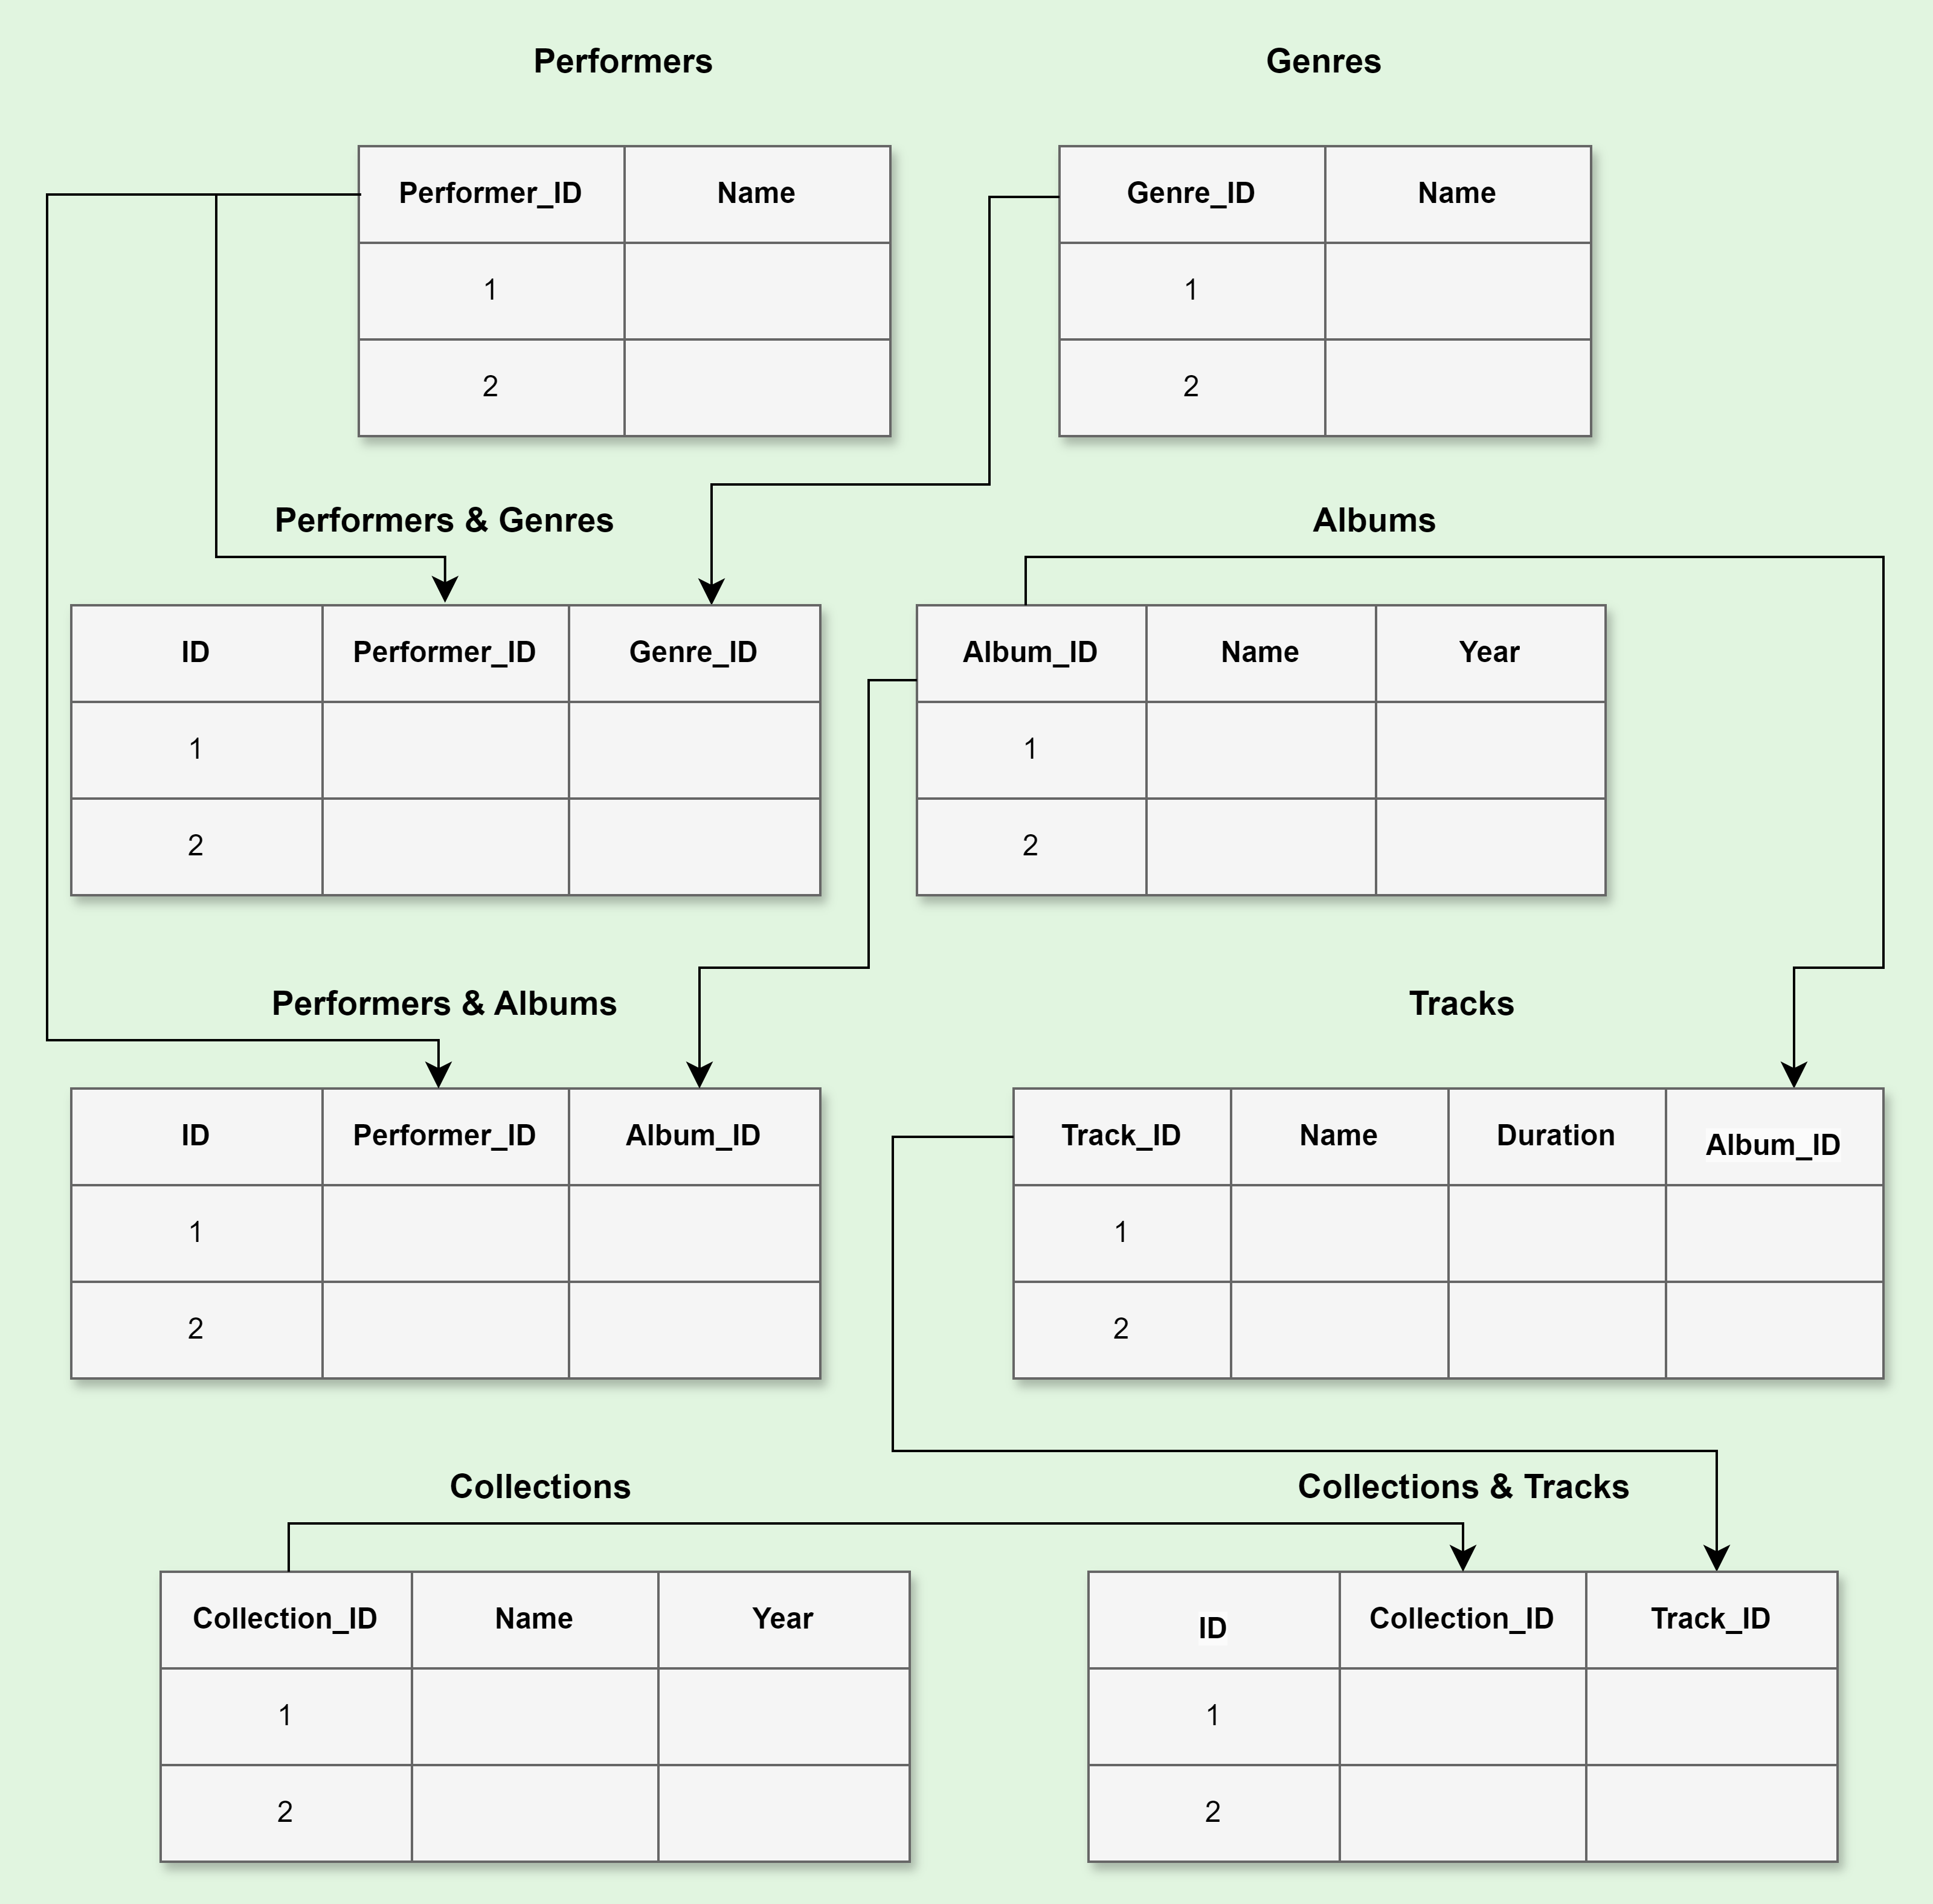 Performers
Genres
Performer_ID Name
1
2
Genre_ID Name
1
2
Performers & Genres
Albums
ID Performer_ID Genre_ID
1
2
Album_ID Name Year
1
2
Performers & Albums
Tracks
ID Performer_ID Album_ID
1
2
Track_ID Name Duration Album_ID
1
2
Collections
Collections & Tracks
Collection_ID Name Year
1
2
ID Collection_ID Track_ID
1
2